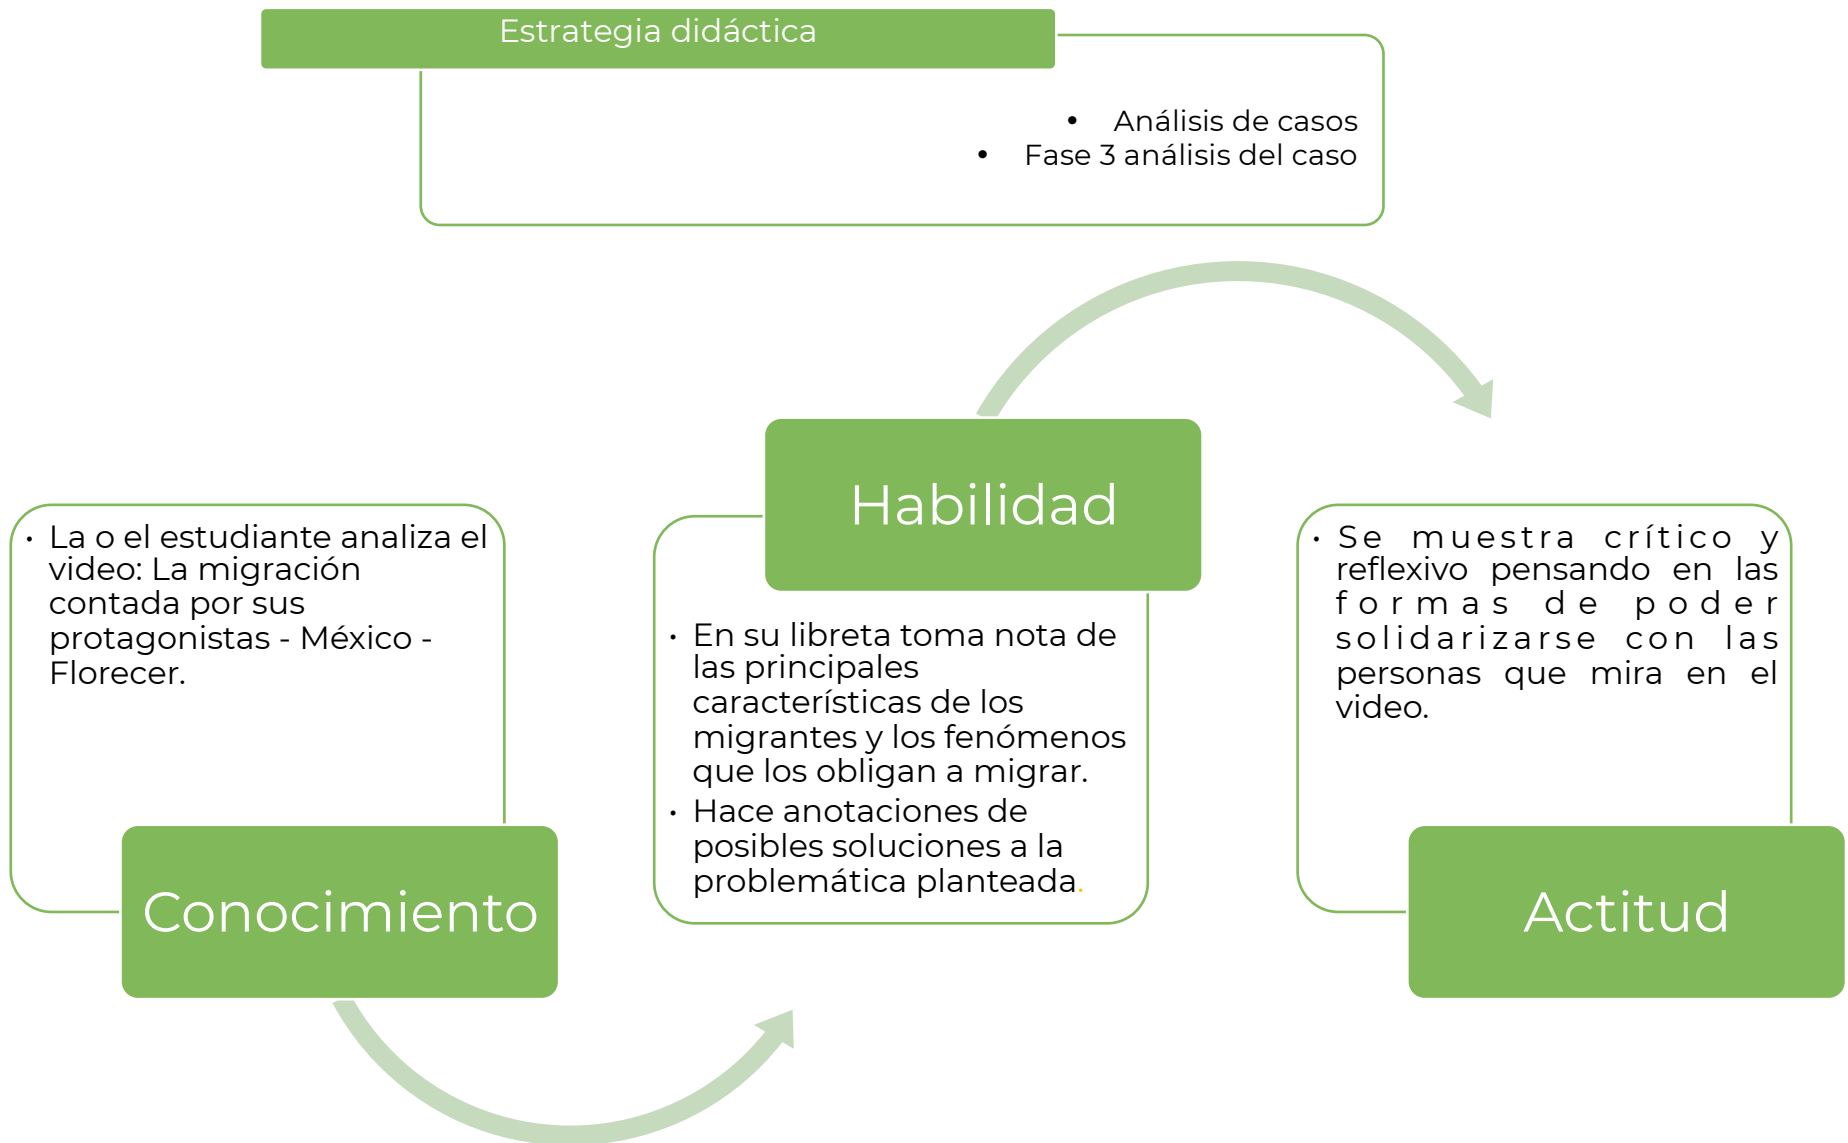 Estrategia didáctica
• Análisis de casos
• Fase 3 análisis del caso
• La o el estudiante analiza el
video: La migración
contada por sus
protagonistas - México -
Florecer.
Conocimiento
Habilidad
• En su libreta toma nota de
las principales
características de los
migrantes y los fenómenos
que los obligan a migrar.
• Hace anotaciones de
posibles soluciones a la
problemática planteada.
• Se muestra crítico y
reflexivo pensando en las
formas de poder
solidarizarse con las
personas que mira en el
video.
Actitud